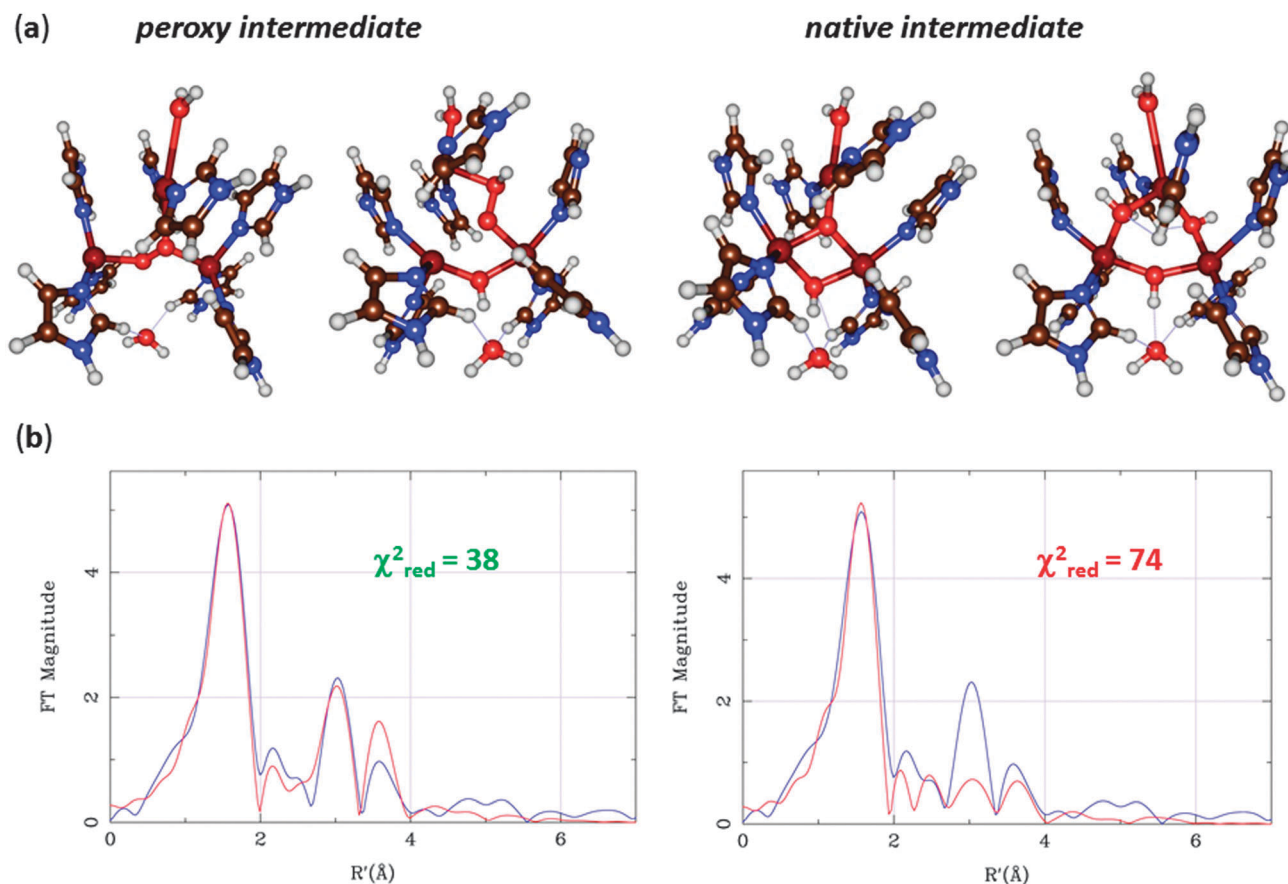 (a) peroxy intermediate native intermediate
(b)
χ²red = 38
FT Magnitude
0
2
4
0 2 4 6
R'(Å)
χ²red = 74
FT Magnitude
0
2
4
0 2 4 6
R'(Å)